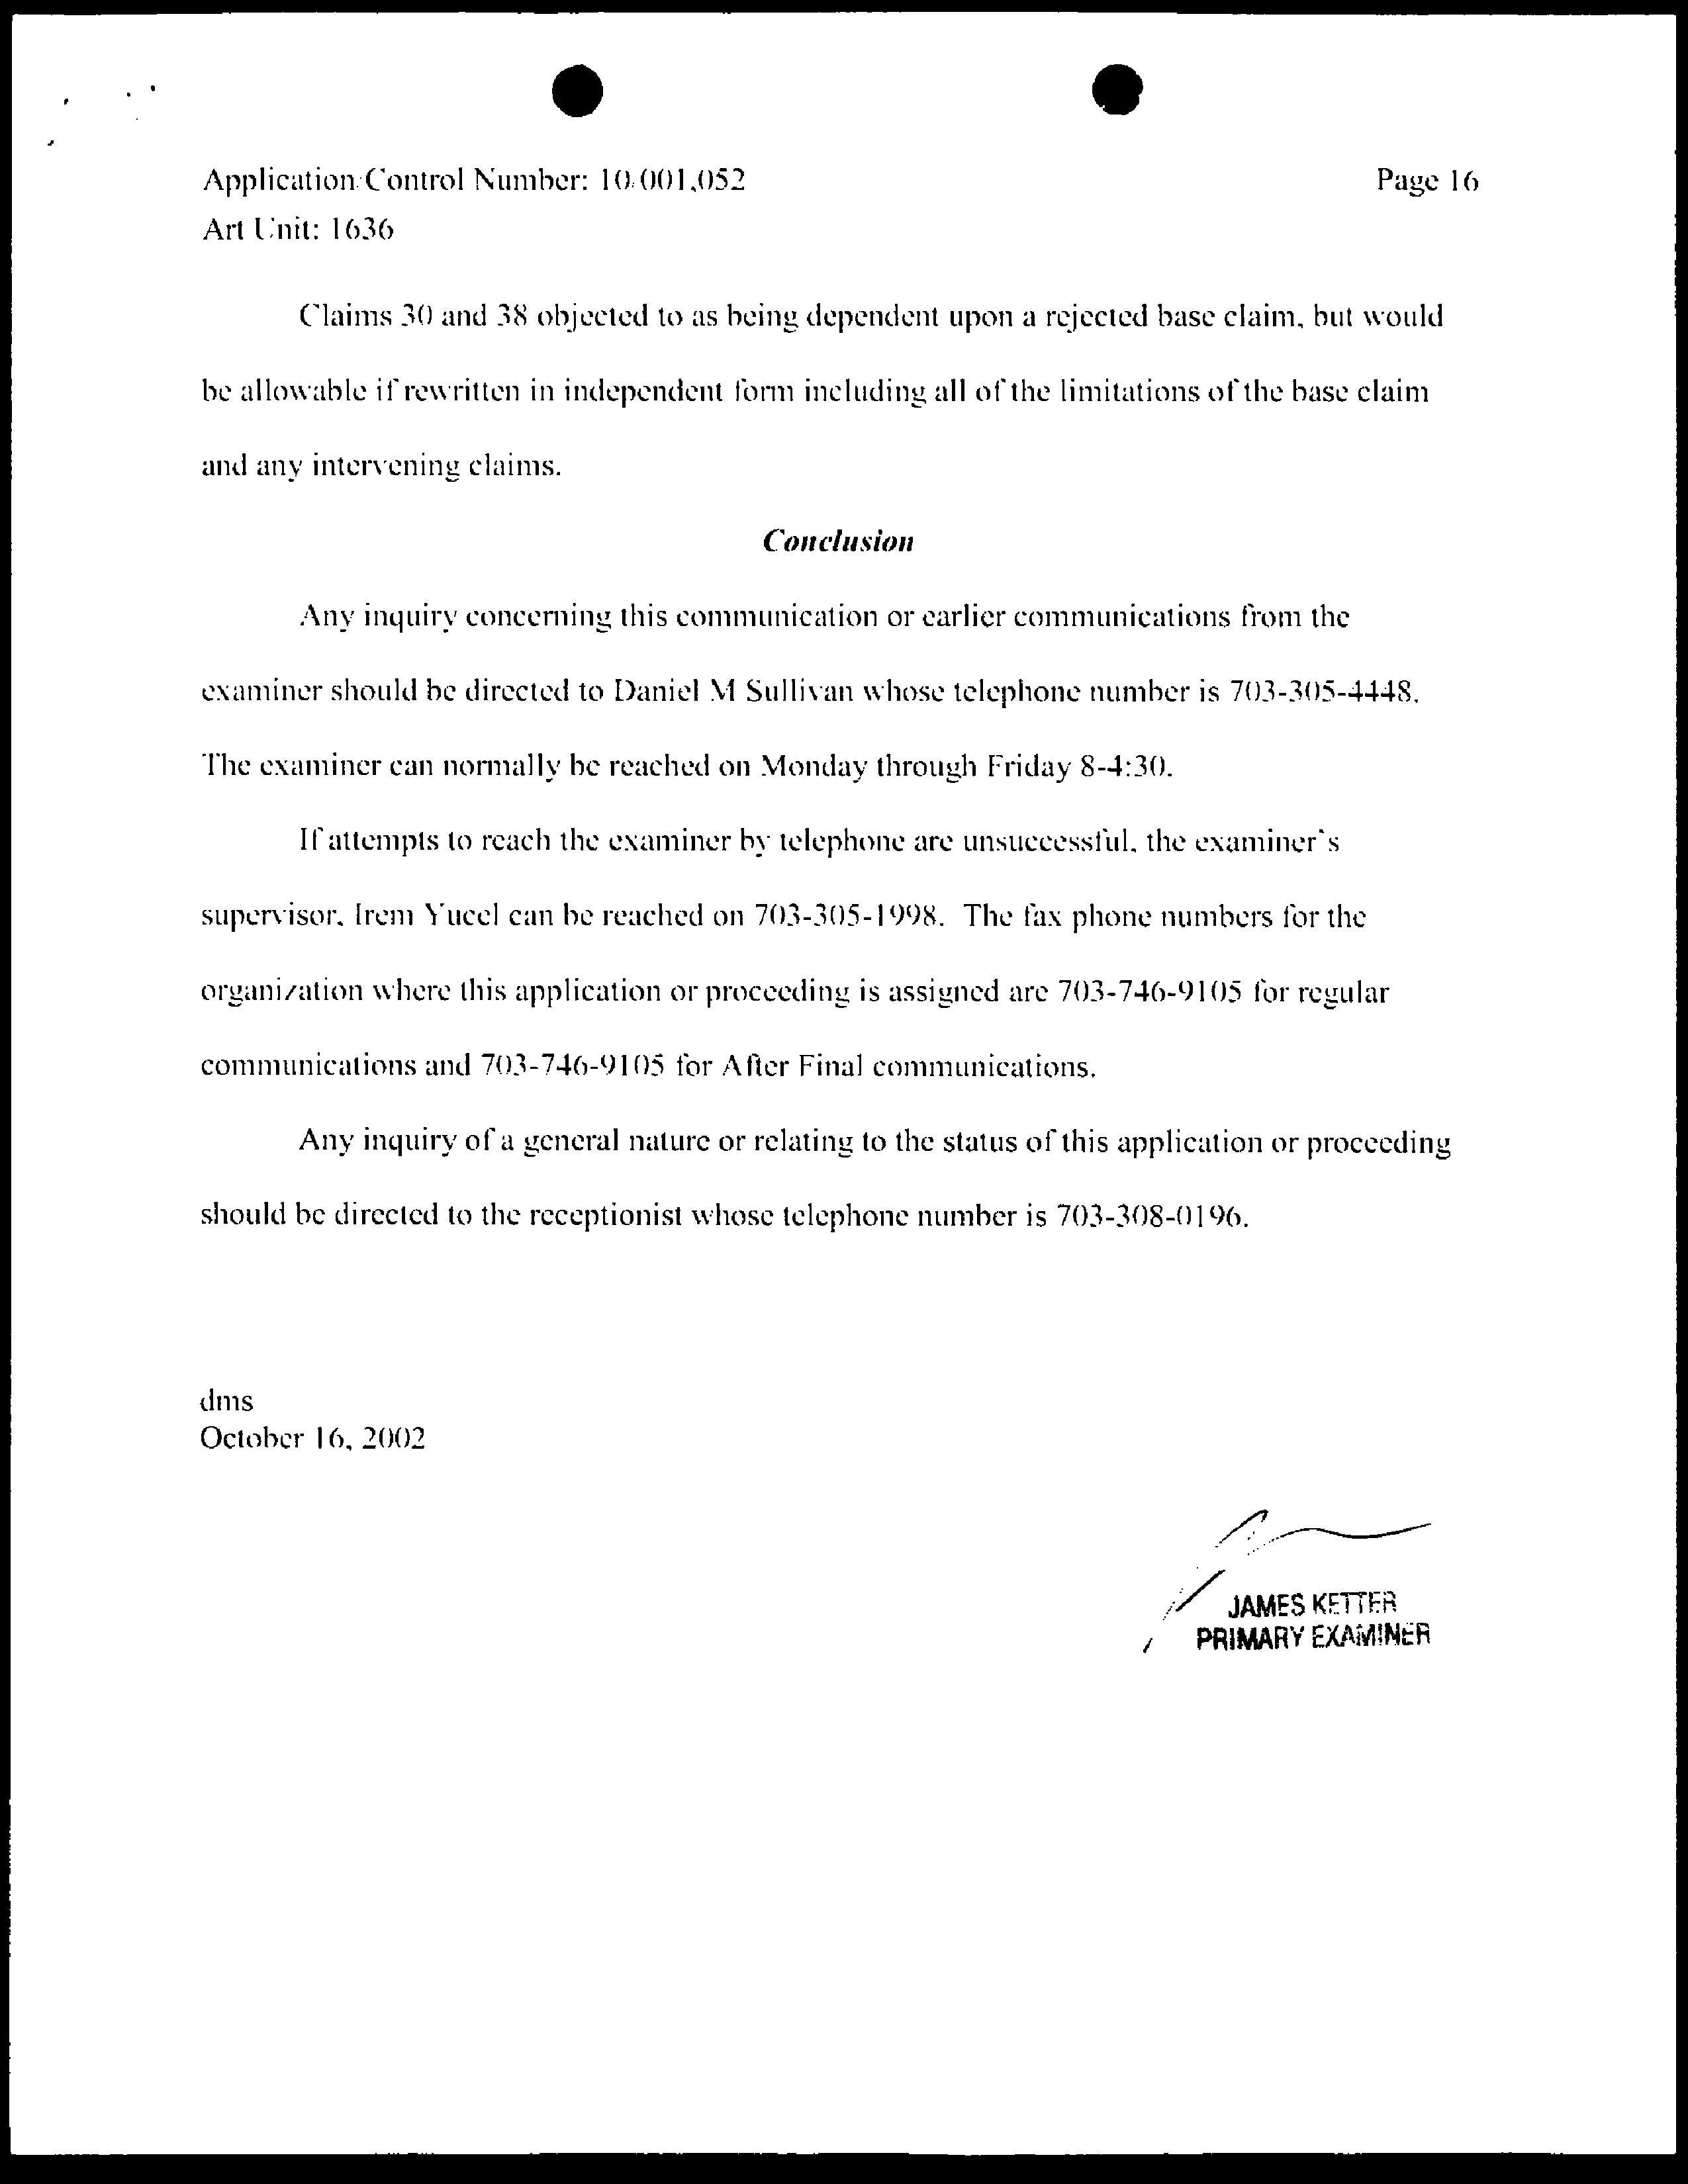 Application/Control Number: 10/001,052 Page 16
Art Unit: 1636
Claims 30 and 38 objected to as being dependent upon a rejected base claim, but would
be allowable if rewritten in independent form including all of the limitations of the base claim
and any intervening claims.
Conclusion
Any inquiry concerning this communication or earlier communications from the
examiner should be directed to Daniel M Sullivan whose telephone number is 703-305-4448.
The examiner can normally be reached on Monday through Friday 8-4:30.
If attempts to reach the examiner by telephone are unsuccessful, the examiner's
supervisor, Irem Yucel can be reached on 703-305-1998. The fax phone numbers for the
organization where this application or proceeding is assigned are 703-746-9105 for regular
communications and 703-746-9105 for After Final communications.
Any inquiry of a general nature or relating to the status of this application or proceeding
should be directed to the receptionist whose telephone number is 703-308-0196.
dms
October 16, 2002
JAMES KETTER
PRIMARY EXAMINER